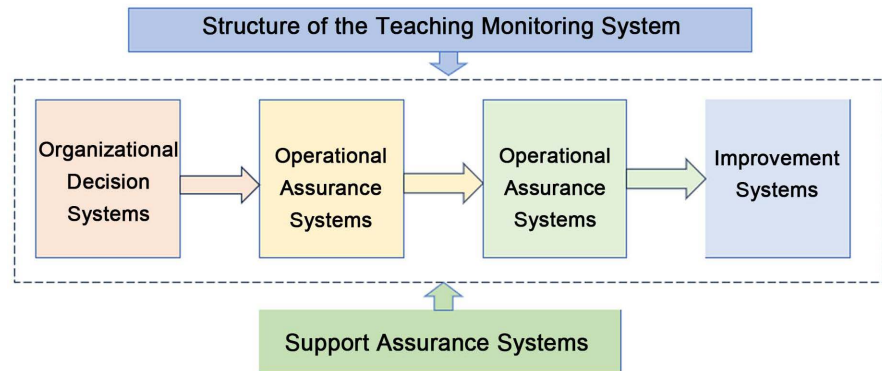 Structure of the Teaching Monitoring System
Organizational
Decision
Systems
Operational
Assurance
Systems
Operational
Assurance
Systems
Improvement
Systems
Support Assurance Systems